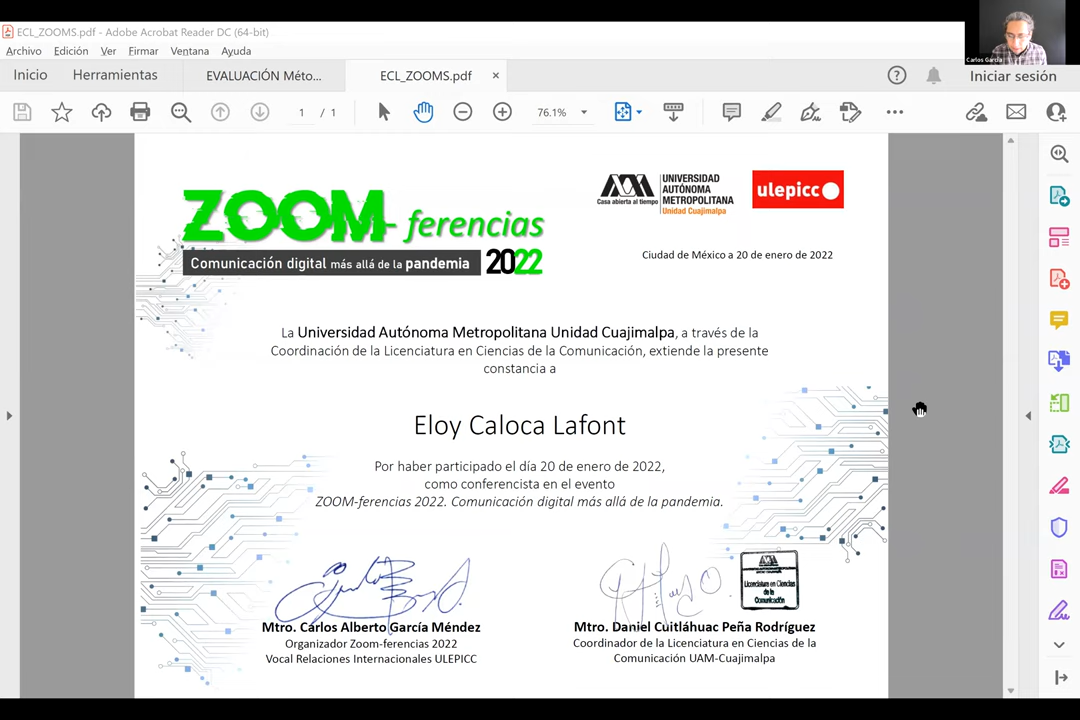 ECL_ZOOMS.pdf - Adobe Acrobat Reader DC (64-bit)
Archivo Edición Ver Firmar Ventana Ayuda
Carlos García
Inicio Herramientas EVALUACIÓN Méto... ECL_ZOOMS.pdf × Iniciar sesión
1 / 1 76.1%
ZOOM-ferencias
Comunicación digital más allá de la pandemia 2022
Casa abierta al tiempo
UNIVERSIDAD
AUTÓNOMA
METROPOLITANA
Unidad Cuajimalpa
ulepicc
Ciudad de México a 20 de enero de 2022
La Universidad Autónoma Metropolitana Unidad Cuajimalpa, a través de la
Coordinación de la Licenciatura en Ciencias de la Comunicación, extiende la presente
constancia a
Eloy Caloca Lafont
Por haber participado el día 20 de enero de 2022,
como conferencista en el evento
ZOOM-ferencias 2022. Comunicación digital más allá de la pandemia.
Licenciatura en Ciencias
de la
Comunicación
Mtro. Carlos Alberto García Méndez
Organizador Zoom-ferencias 2022
Vocal Relaciones Internacionales ULEPICC
Mtro. Daniel Cuitláhuac Peña Rodríguez
Coordinador de la Licenciatura en Ciencias de la
Comunicación UAM-Cuajimalpa